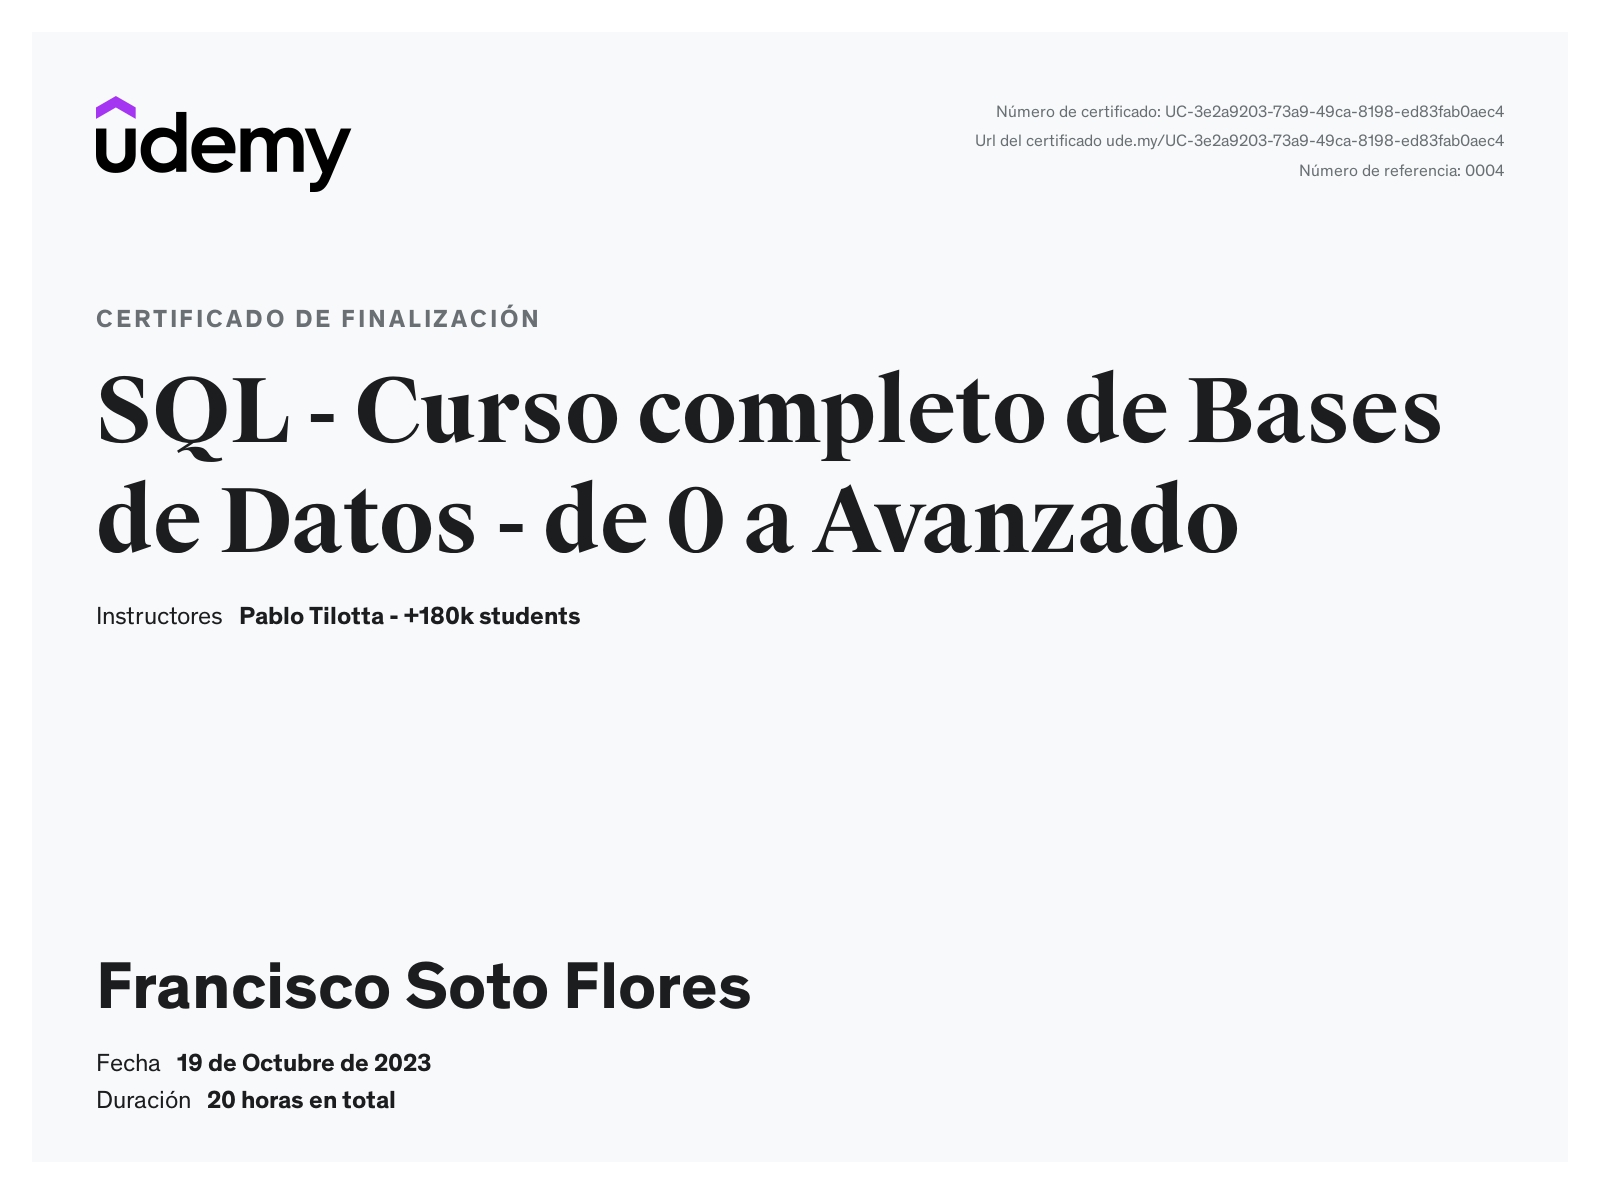 udemy
Número de certificado: UC-3e2a9203-73a9-49ca-8198-ed83fab0aec4
Url del certificado ude.my/UC-3e2a9203-73a9-49ca-8198-ed83fab0aec4
Número de referencia: 0004
CERTIFICADO DE FINALIZACIÓN
SQL - Curso completo de Bases
de Datos - de 0 a Avanzado
Instructores Pablo Tilotta - +180k students
Francisco Soto Flores
Fecha 19 de Octubre de 2023
Duración 20 horas en total